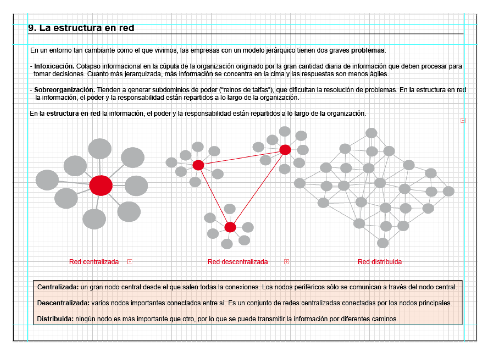 9. La estructura en red
En un entorno tan cambiante como el que vivimos, las empresas con un modelo jerárquico tienen dos graves problemas:
- Infoxicación. Colapso informacional en la cúpula de la organización originado por la gran cantidad diaria de información que deben procesar para
tomar decisiones. Cuanto más jerarquizada, más información se concentra en la cima y las respuestas son menos ágiles.
- Sobreorganización. Tienden a generar subdominios de poder ("reinos de taifas"), que dificultan la resolución de problemas. En la estructura en red
la información, el poder y la responsabilidad están repartidos a lo largo de la organización.
En la estructura en red la información, el poder y la responsabilidad están repartidos a lo largo de la organización.
Red centralizada
Red descentralizada
Red distribuida
Centralizada: un gran nodo central desde el que salen todas la conexiones. Los nodos periféricos sólo se comunican a través del nodo central
Descentralizada: varios nodos importantes conectados entre sí. Es un conjunto de redes centralizadas conectadas por los nodos principales
Distribuida: ningún nodo es más importante que otro, por lo que se puede transmitir la información por diferentes caminos